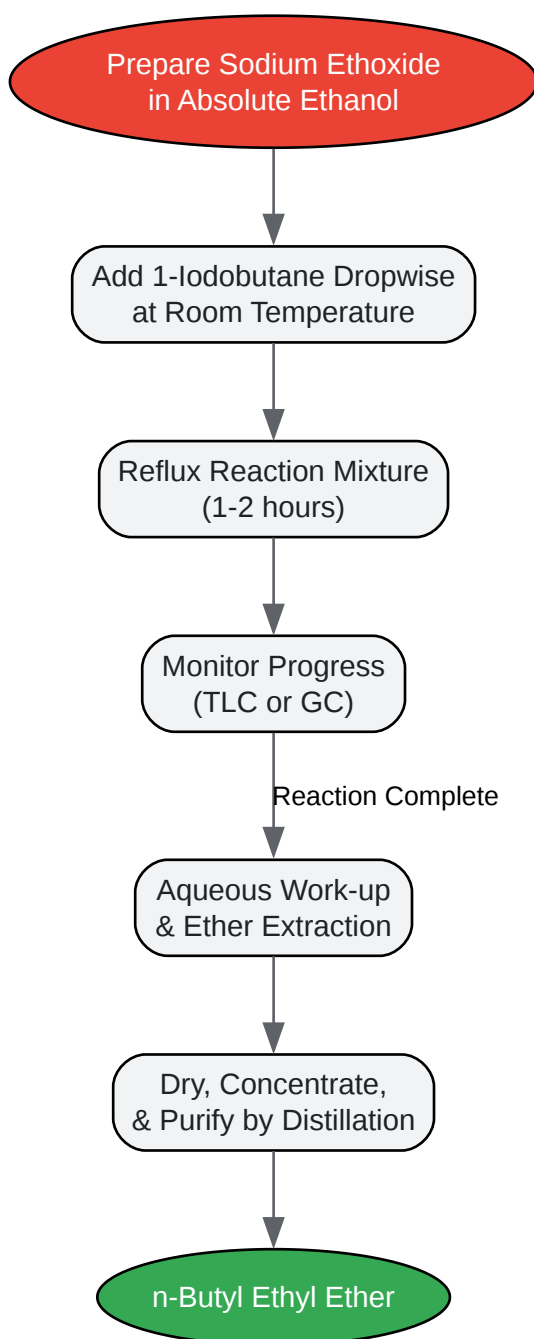 Prepare Sodium Ethoxide
in Absolute Ethanol
Add 1-Iodobutane Dropwise
at Room Temperature
Reflux Reaction Mixture
(1-2 hours)
Monitor Progress
(TLC or GC)
Reaction Complete
Aqueous Work-up
& Ether Extraction
Dry, Concentrate,
& Purify by Distillation
n-Butyl Ethyl Ether